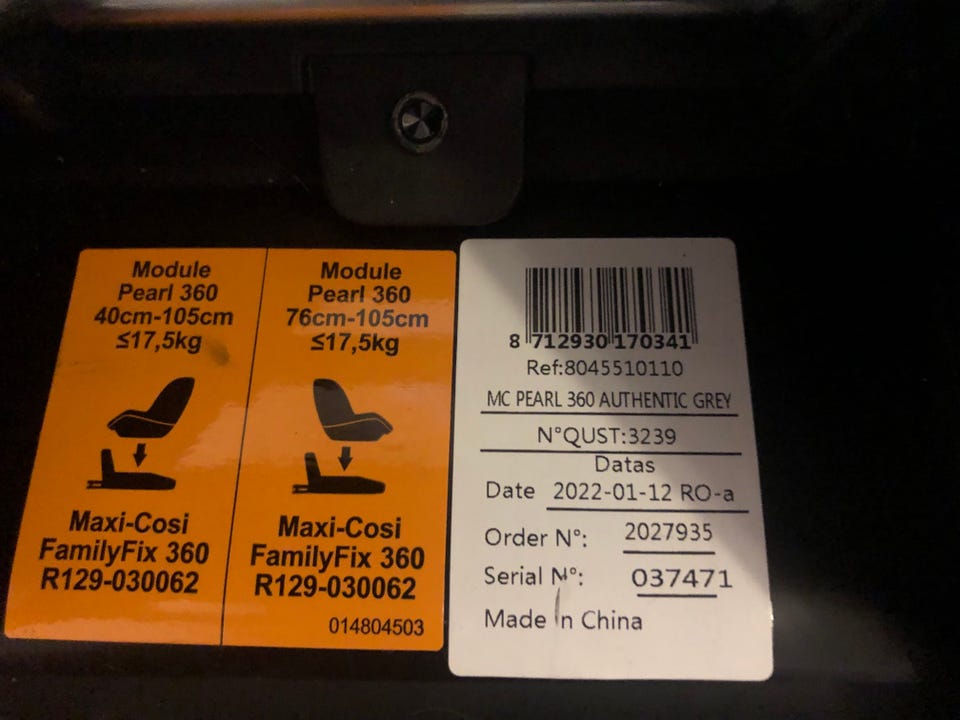 Module
Pearl 360
40cm-105cm
≤17,5kg
Maxi-Cosi
FamilyFix 360
R129-030062
Module
Pearl 360
76cm-105cm
≤17,5kg
Maxi-Cosi
FamilyFix 360
R129-030062
014804503
8 712930 170341
Ref:8045510110
MC PEARL 360 AUTHENTIC GREY
N°QUST:3239
Datas
Date 2022-01-12 RO-a
Order N°: 2027935
Serial N°: 037471
Made in China